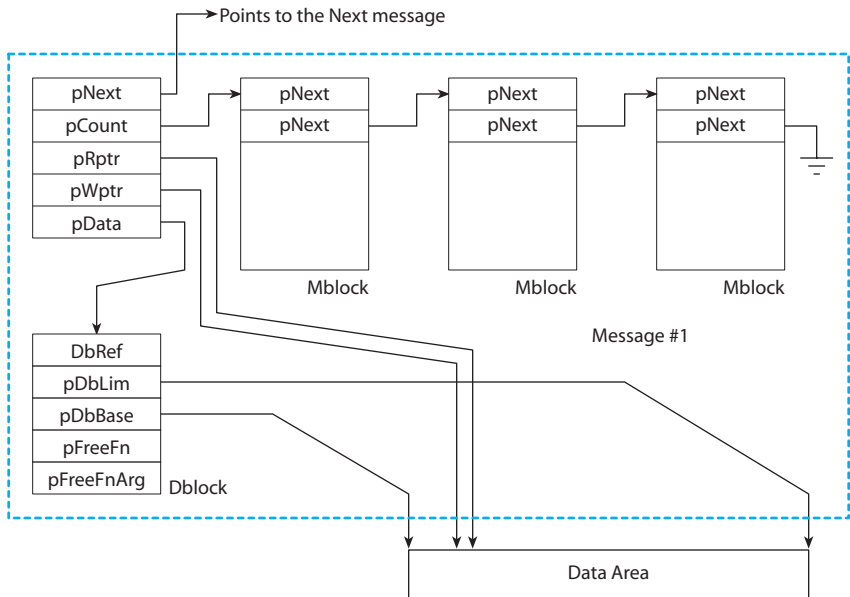 Points to the Next message
pNext
pCount
pRptr
pWptr
pData
pNext
pNext
Mblock
pNext
pNext
Mblock
pNext
pNext
Mblock
Message #1
DbRef
pDbLim
pDbBase
pFreeFn
pFreeFnArg
Dblock
Data Area